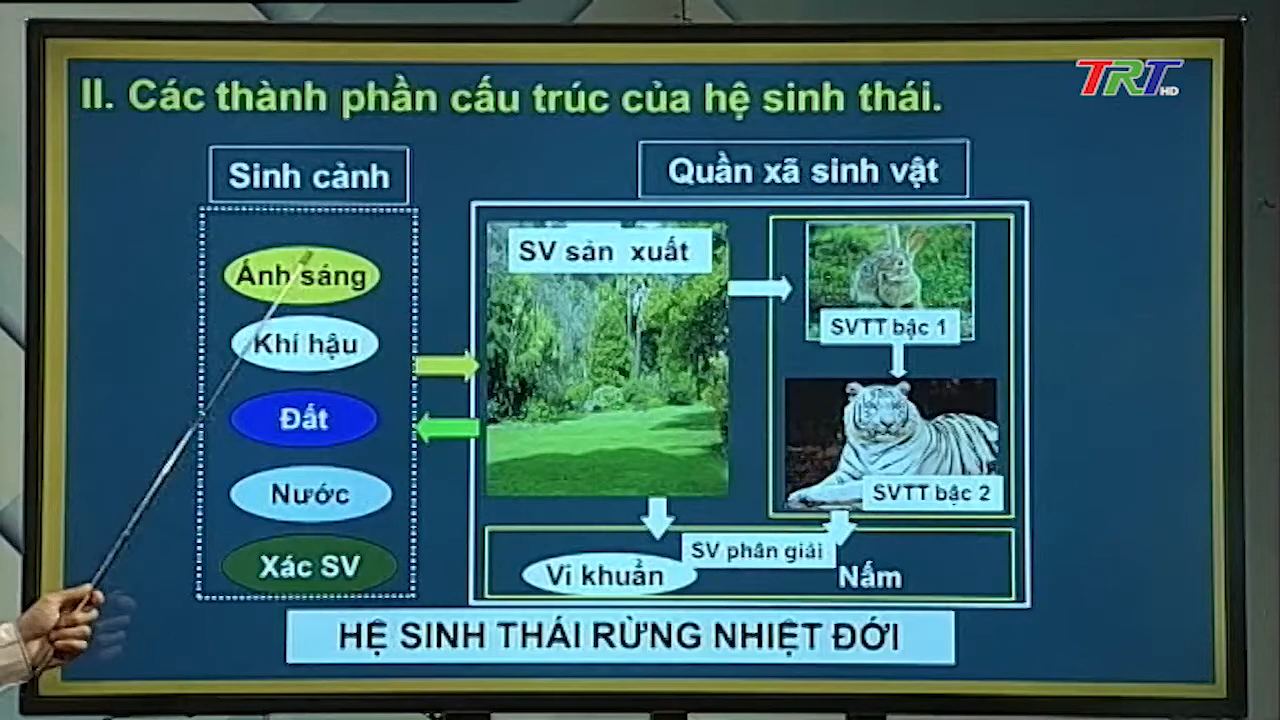 II. Các thành phần cấu trúc của hệ sinh thái.
TRT HD
Sinh cảnh
Quần xã sinh vật
Ánh sáng
Khí hậu
Đất
Nước
Xác SV
SV sản xuất
SVTT bậc 1
SVTT bậc 2
SV phân giải
Vi khuẩn
Nấm
HỆ SINH THÁI RỪNG NHIỆT ĐỚI